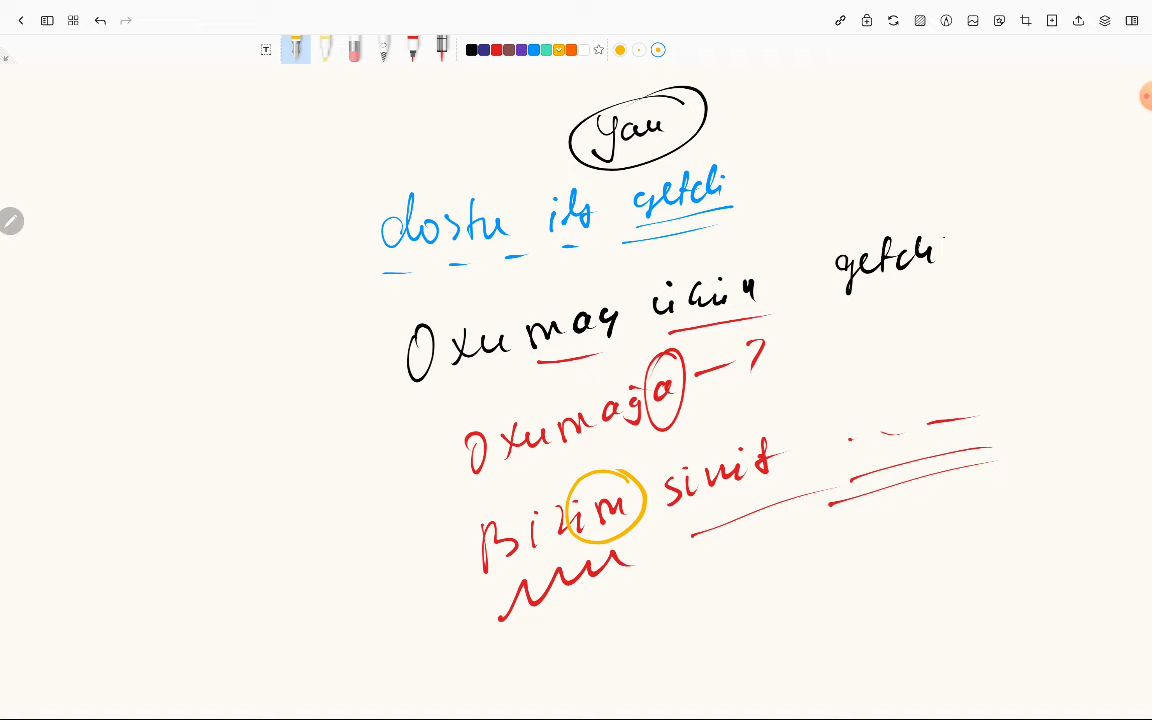 yau
dostu ilə getdi
Oxumaq üçün getdi
Oxumağa — ?
Bizim sinif ...